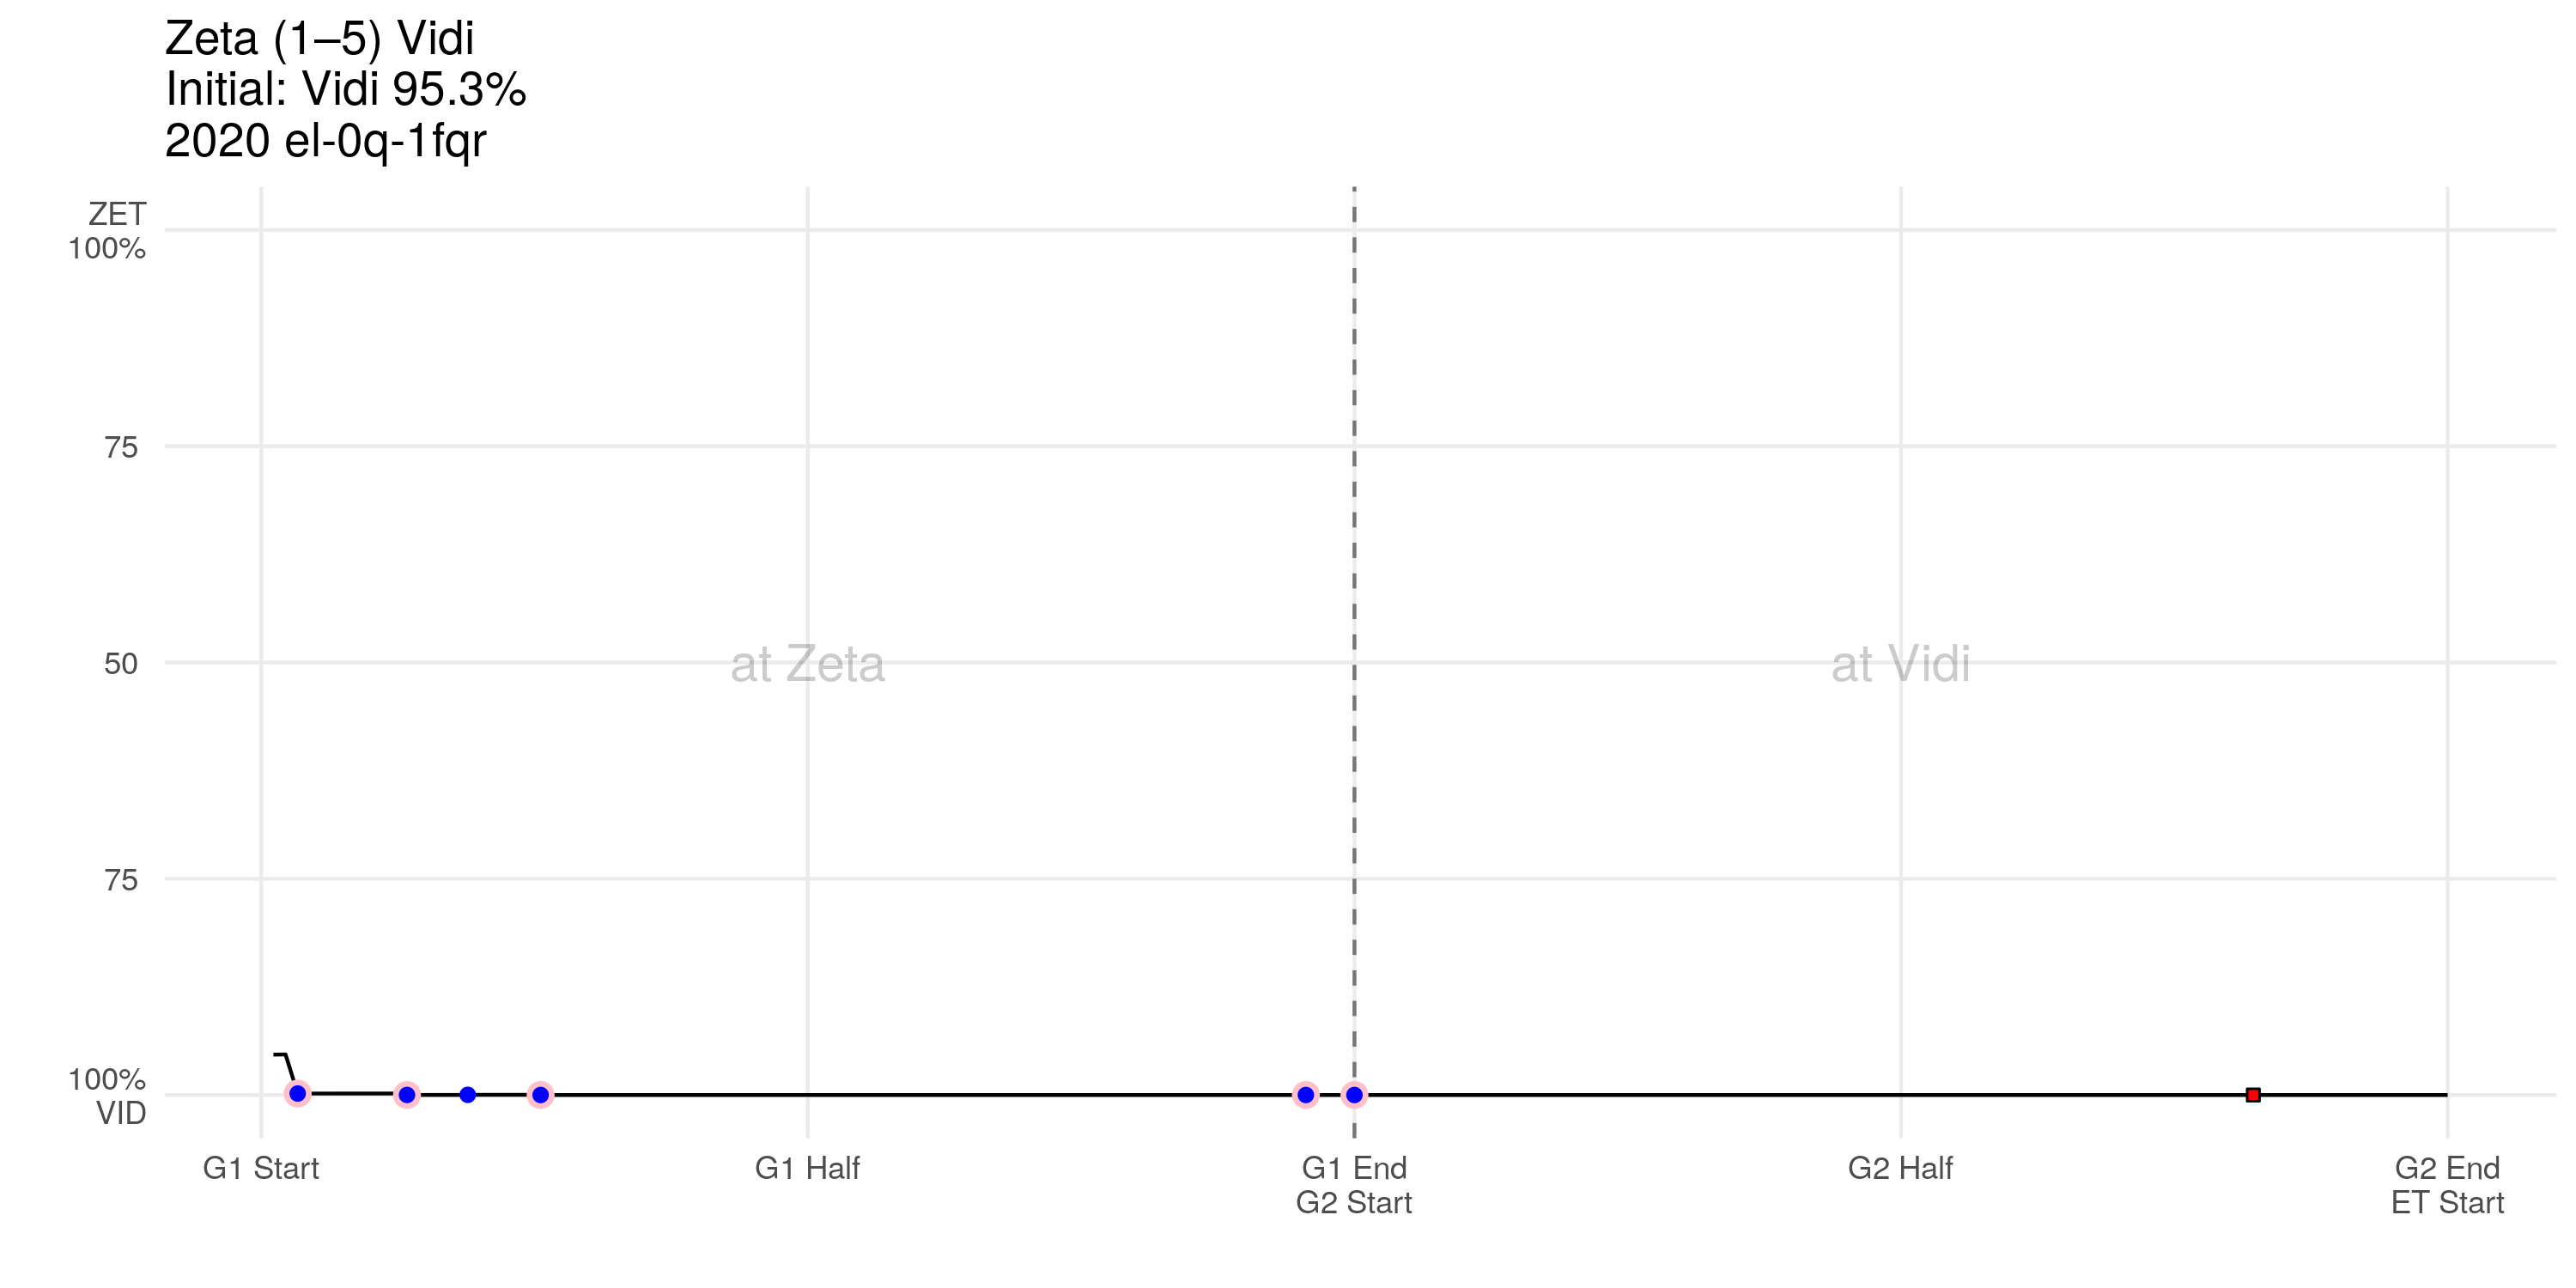 Zeta (1–5) Vidi
Initial: Vidi 95.3%
2020 el-0q-1fqr
ZET
100%
75
50
75
100%
VID
at Zeta
at Vidi
G1 Start
G1 Half
G1 End
G2 Start
G2 Half
G2 End
ET Start